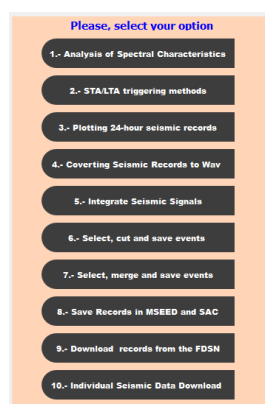 Please, select your option
1.- Analysis of Spectral Characteristics
2.- STA/LTA triggering methods
3.- Plotting 24-hour seismic records
4.- Coverting Seismic Records to Wav
5.- Integrate Seismic Signals
6.- Select, cut and save events
7.- Select, merge and save events
8.- Save Records in MSEED and SAC
9.- Download records from the FDSN
10.- Individual Seismic Data Download